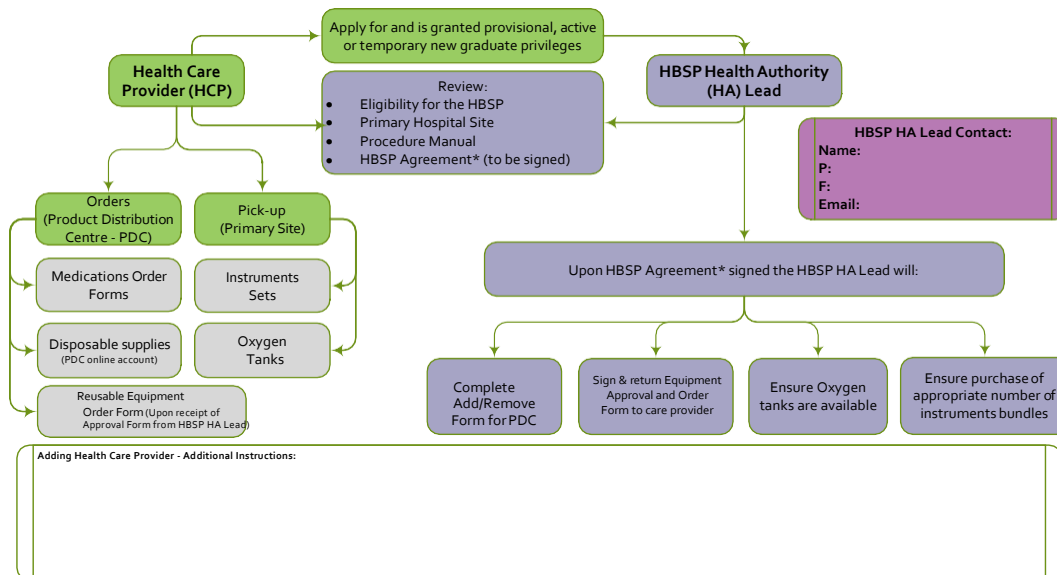 Apply for and is granted provisional, active
or temporary new graduate privileges
Health Care
Provider (HCP)
HBSP Health Authority
(HA) Lead
Review:
• Eligibility for the HBSP
• Primary Hospital Site
• Procedure Manual
• HBSP Agreement* (to be signed)
HBSP HA Lead Contact:
Name:
P:
F:
Email:
Orders
(Product Distribution
Centre - PDC)
Pick-up
(Primary Site)
Medications Order
Forms
Instruments
Sets
Disposable supplies
(PDC online account)
Oxygen
Tanks
Reusable Equipment
Order Form (Upon receipt of
Approval Form from HBSP HA Lead)
Upon HBSP Agreement* signed the HBSP HA Lead will:
Complete
Add/Remove
Form for PDC
Sign & return Equipment
Approval and Order
Form to care provider
Ensure Oxygen
tanks are available
Ensure purchase of
appropriate number of
instruments bundles
Adding Health Care Provider - Additional Instructions: